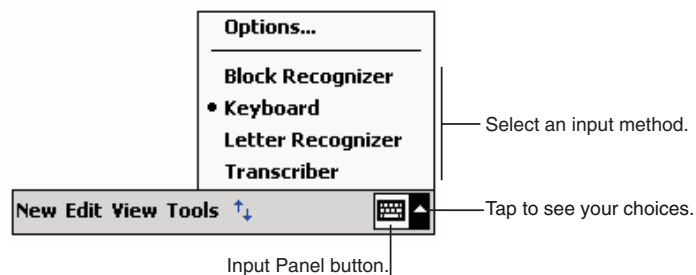 Options...
Block Recognizer
Keyboard
Letter Recognizer
Transcriber
Select an input method.
New Edit View Tools
Tap to see your choices.
Input Panel button.